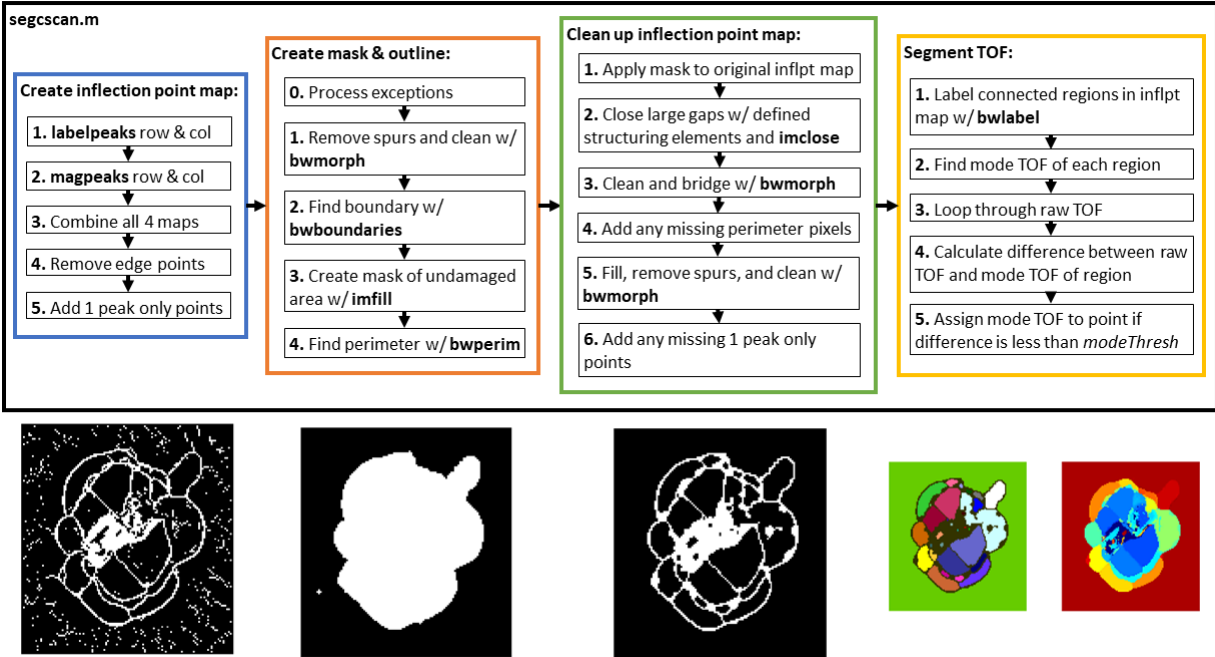 segcscan.m
Create inflection point map:
1. labelpeaks row & col
2. magpeaks row & col
3. Combine all 4 maps
4. Remove edge points
5. Add 1 peak only points
Create mask & outline:
0. Process exceptions
1. Remove spurs and clean w/
bwmorph
2. Find boundary w/
bwboundaries
3. Create mask of undamaged
area w/ imfill
4. Find perimeter w/ bwperim
Clean up inflection point map:
1. Apply mask to original inflpt map
2. Close large gaps w/ defined
structuring elements and imclose
3. Clean and bridge w/ bwmorph
4. Add any missing perimeter pixels
5. Fill, remove spurs, and clean w/
bwmorph
6. Add any missing 1 peak only
points
Segment TOF:
1. Label connected regions in inflpt
map w/ bwlabel
2. Find mode TOF of each region
3. Loop through raw TOF
4. Calculate difference between raw
TOF and mode TOF of region
5. Assign mode TOF to point if
difference is less than modeThresh